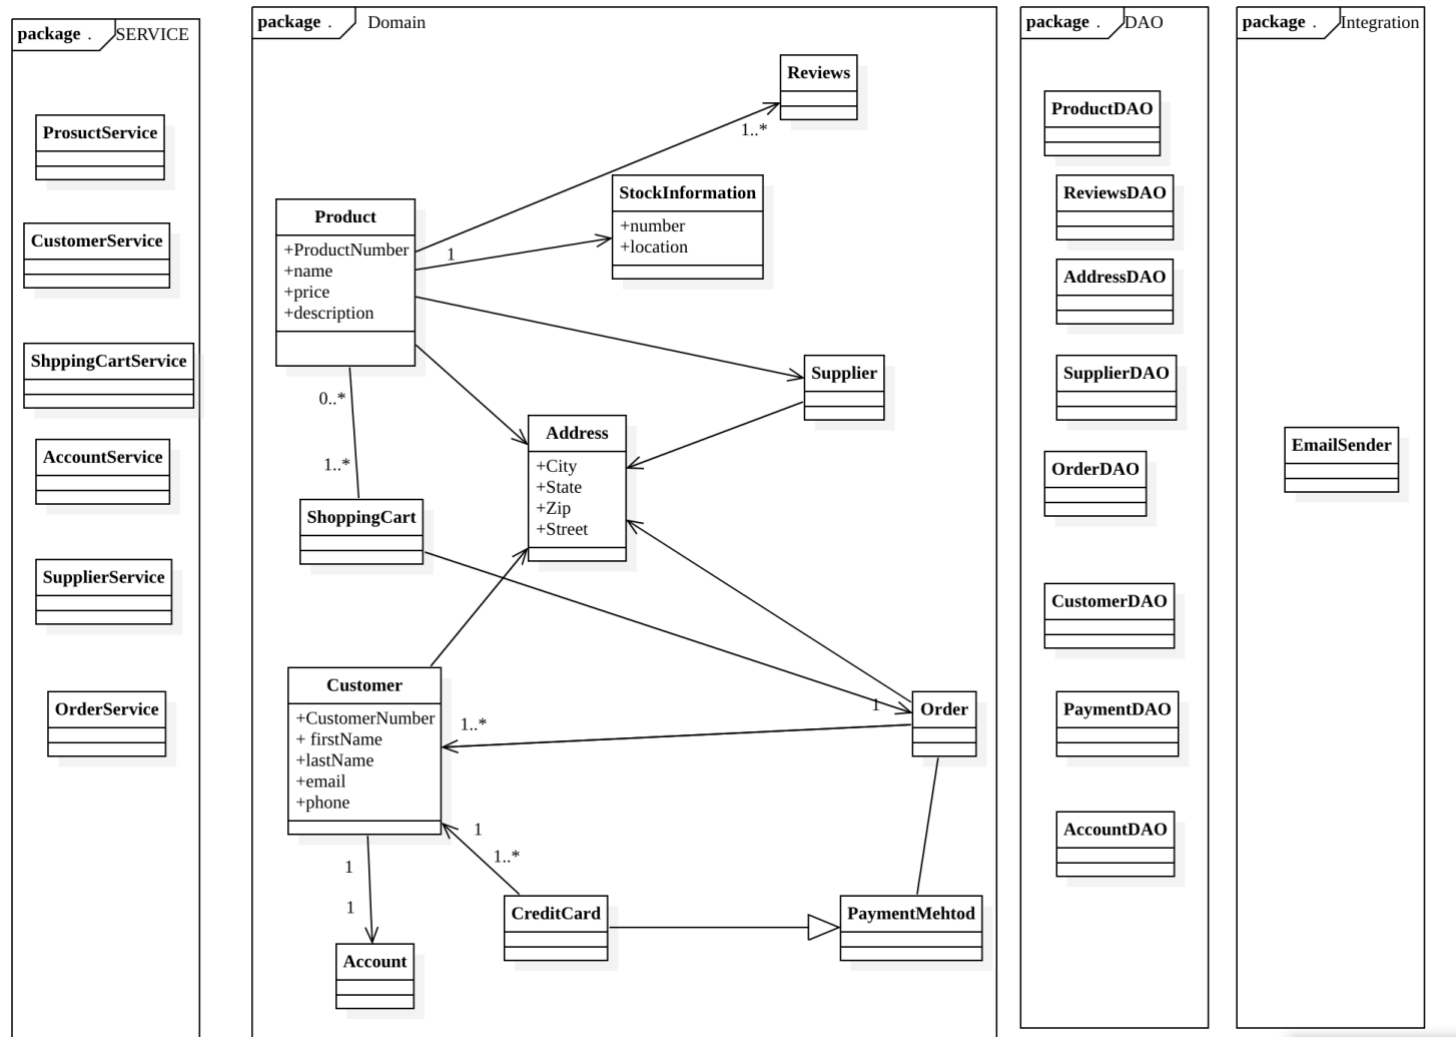 package . SERVICE
ProsuctService
CustomerService
ShppingCartService
AccountService
SupplierService
OrderService
package . Domain
Reviews
1..*
StockInformation
+number
+location
Product
+ProductNumber
+name
+price
+description
1
Supplier
0..*
1..*
Address
+City
+State
+Zip
+Street
ShoppingCart
Customer
+CustomerNumber
+ firstName
+lastName
+email
+phone
1..*
1
Order
1
1..*
1
1
CreditCard
PaymentMehtod
Account
package . DAO
ProductDAO
ReviewsDAO
AddressDAO
SupplierDAO
OrderDAO
CustomerDAO
PaymentDAO
AccountDAO
package . Integration
EmailSender